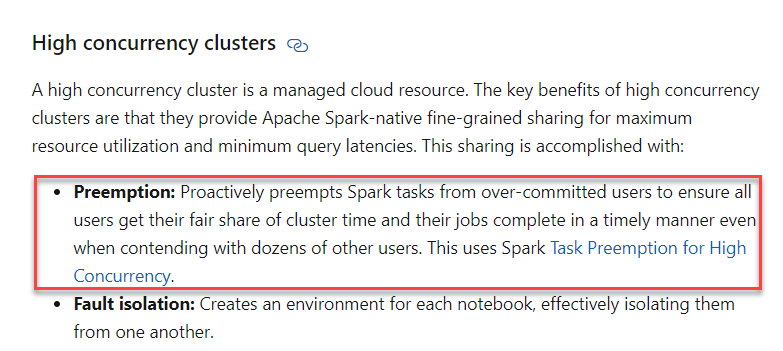 High concurrency clusters
A high concurrency cluster is a managed cloud resource. The key benefits of high concurrency
clusters are that they provide Apache Spark-native fine-grained sharing for maximum
resource utilization and minimum query latencies. This sharing is accomplished with:
• Preemption: Proactively preempts Spark tasks from over-committed users to ensure all
users get their fair share of cluster time and their jobs complete in a timely manner even
when contending with dozens of other users. This uses Spark Task Preemption for High
Concurrency.
• Fault isolation: Creates an environment for each notebook, effectively isolating them
from one another.